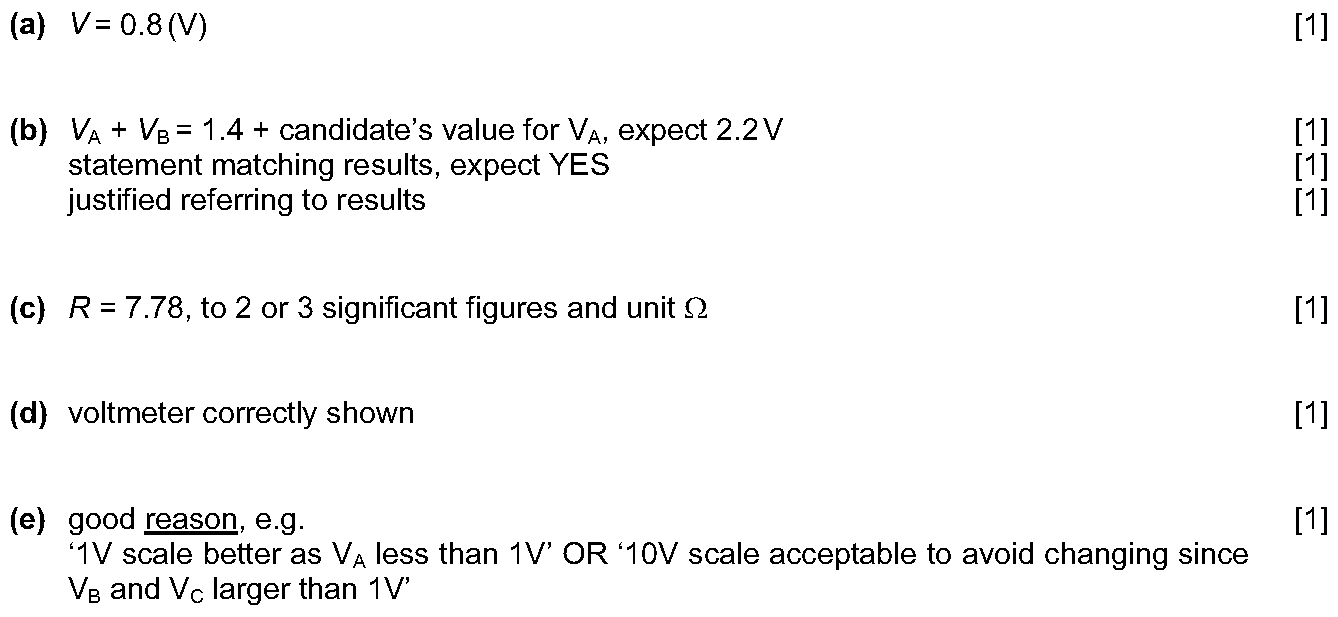 (a) V = 0.8 (V) [1]
(b) V_A + V_B = 1.4 + candidate’s value for V_A, expect 2.2 V [1]
statement matching results, expect YES [1]
justified referring to results [1]
(c) R = 7.78, to 2 or 3 significant figures and unit Ω [1]
(d) voltmeter correctly shown [1]
(e) good reason, e.g. [1]
‘1V scale better as V_A less than 1V’ OR ‘10V scale acceptable to avoid changing since
V_B and V_C larger than 1V’